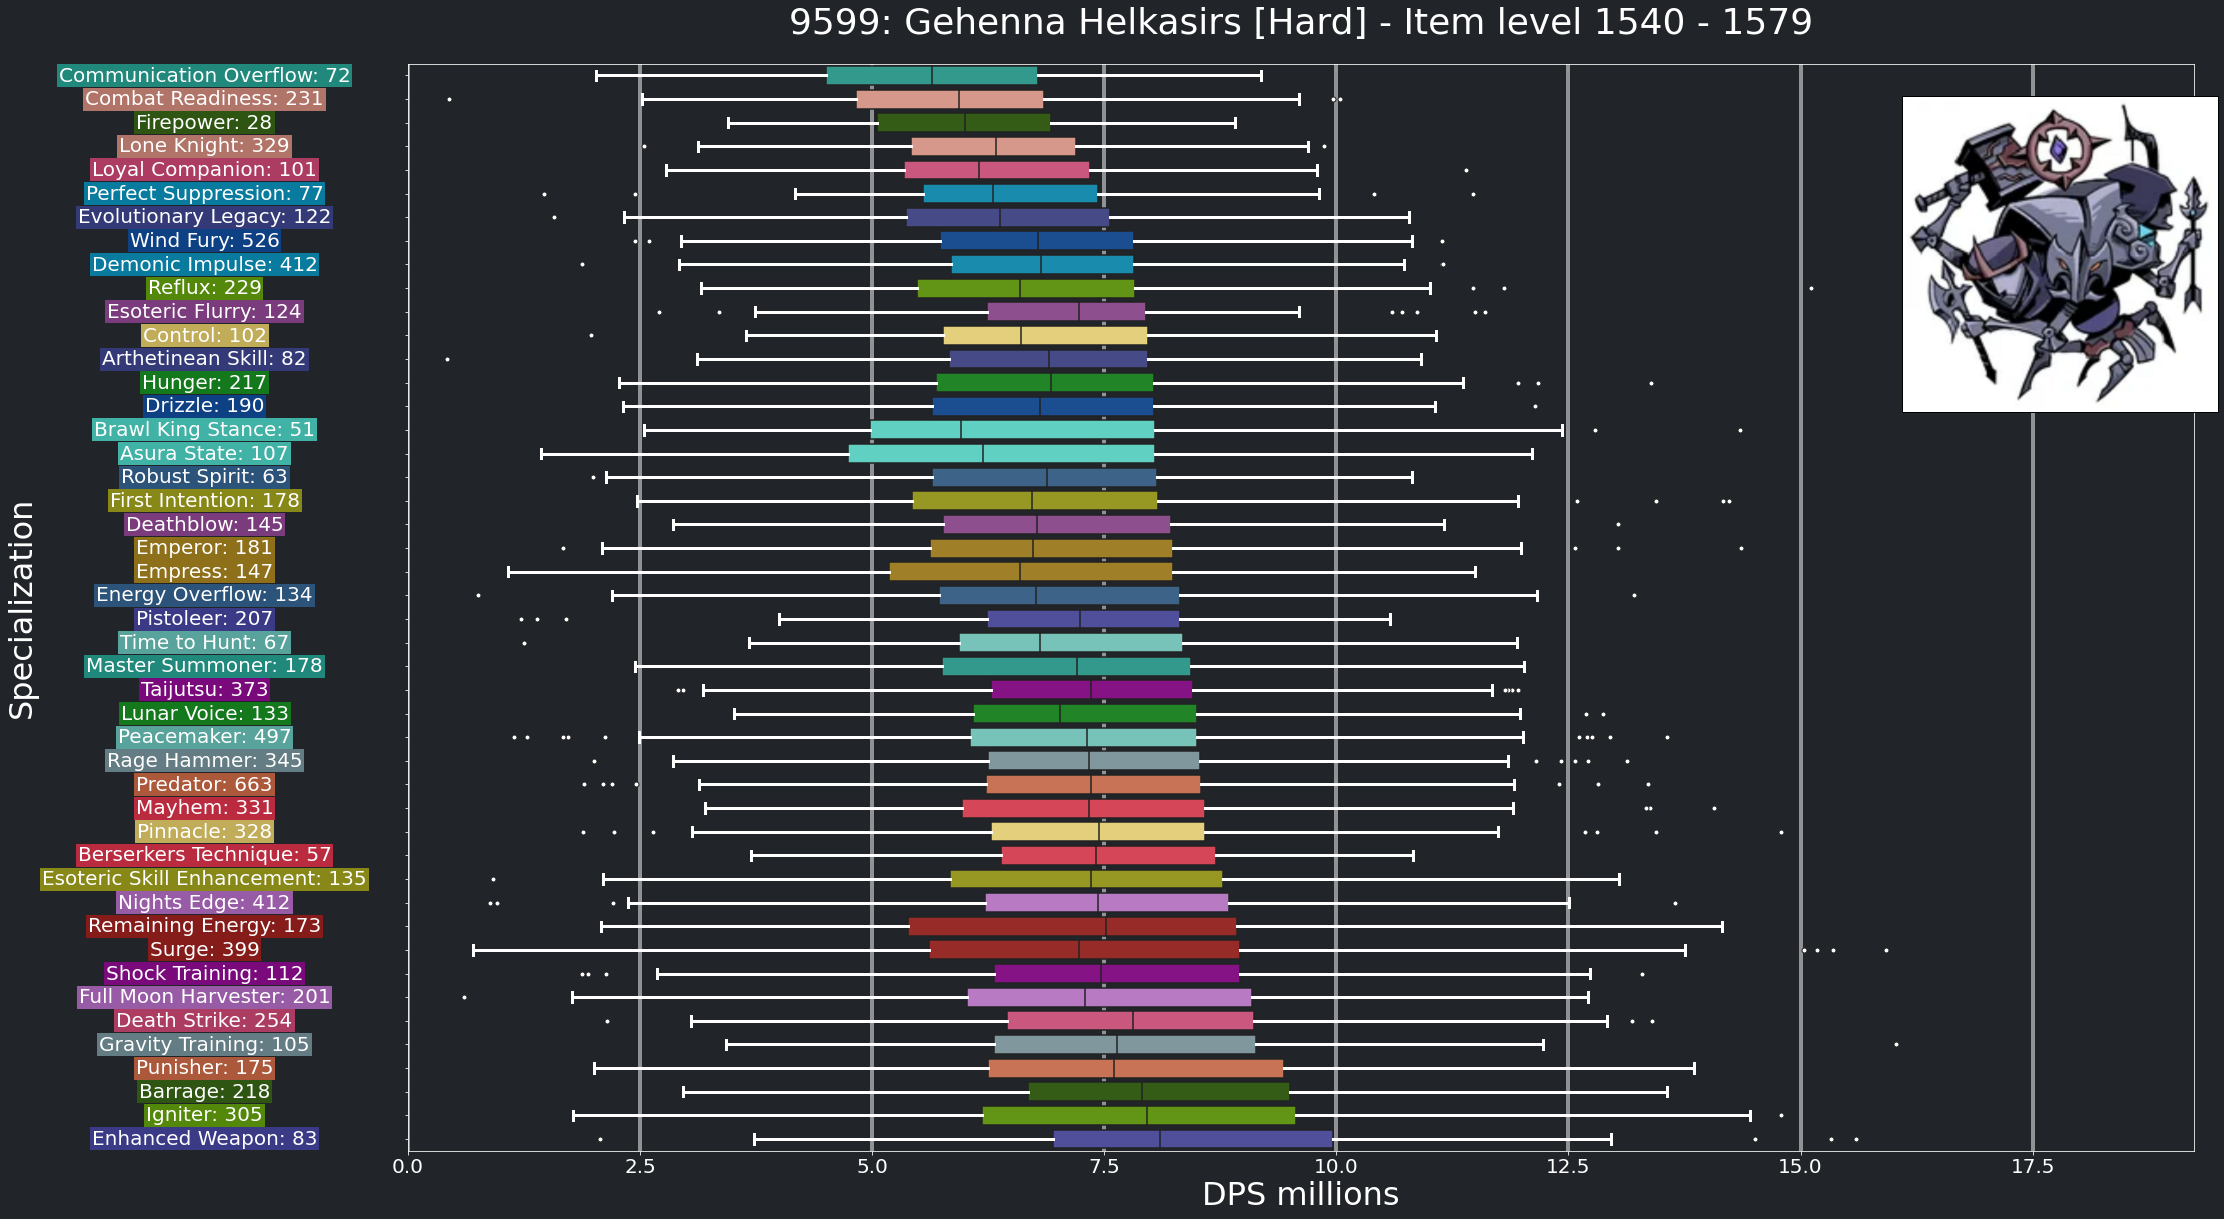 9599: Gehenna Helkasirs [Hard] - Item level 1540 - 1579
Specialization
Communication Overflow: 72
Combat Readiness: 231
Firepower: 28
Lone Knight: 329
Loyal Companion: 101
Perfect Suppression: 77
Evolutionary Legacy: 122
Wind Fury: 526
Demonic Impulse: 412
Reflux: 229
Esoteric Flurry: 124
Control: 102
Arthetinean Skill: 82
Hunger: 217
Drizzle: 190
Brawl King Stance: 51
Asura State: 107
Robust Spirit: 63
First Intention: 178
Deathblow: 145
Emperor: 181
Empress: 147
Energy Overflow: 134
Pistoleer: 207
Time to Hunt: 67
Master Summoner: 178
Taijutsu: 373
Lunar Voice: 133
Peacemaker: 497
Rage Hammer: 345
Predator: 663
Mayhem: 331
Pinnacle: 328
Berserkers Technique: 57
Esoteric Skill Enhancement: 135
Nights Edge: 412
Remaining Energy: 173
Surge: 399
Shock Training: 112
Full Moon Harvester: 201
Death Strike: 254
Gravity Training: 105
Punisher: 175
Barrage: 218
Igniter: 305
Enhanced Weapon: 83
0.0 2.5 5.0 7.5 10.0 12.5 15.0 17.5
DPS millions